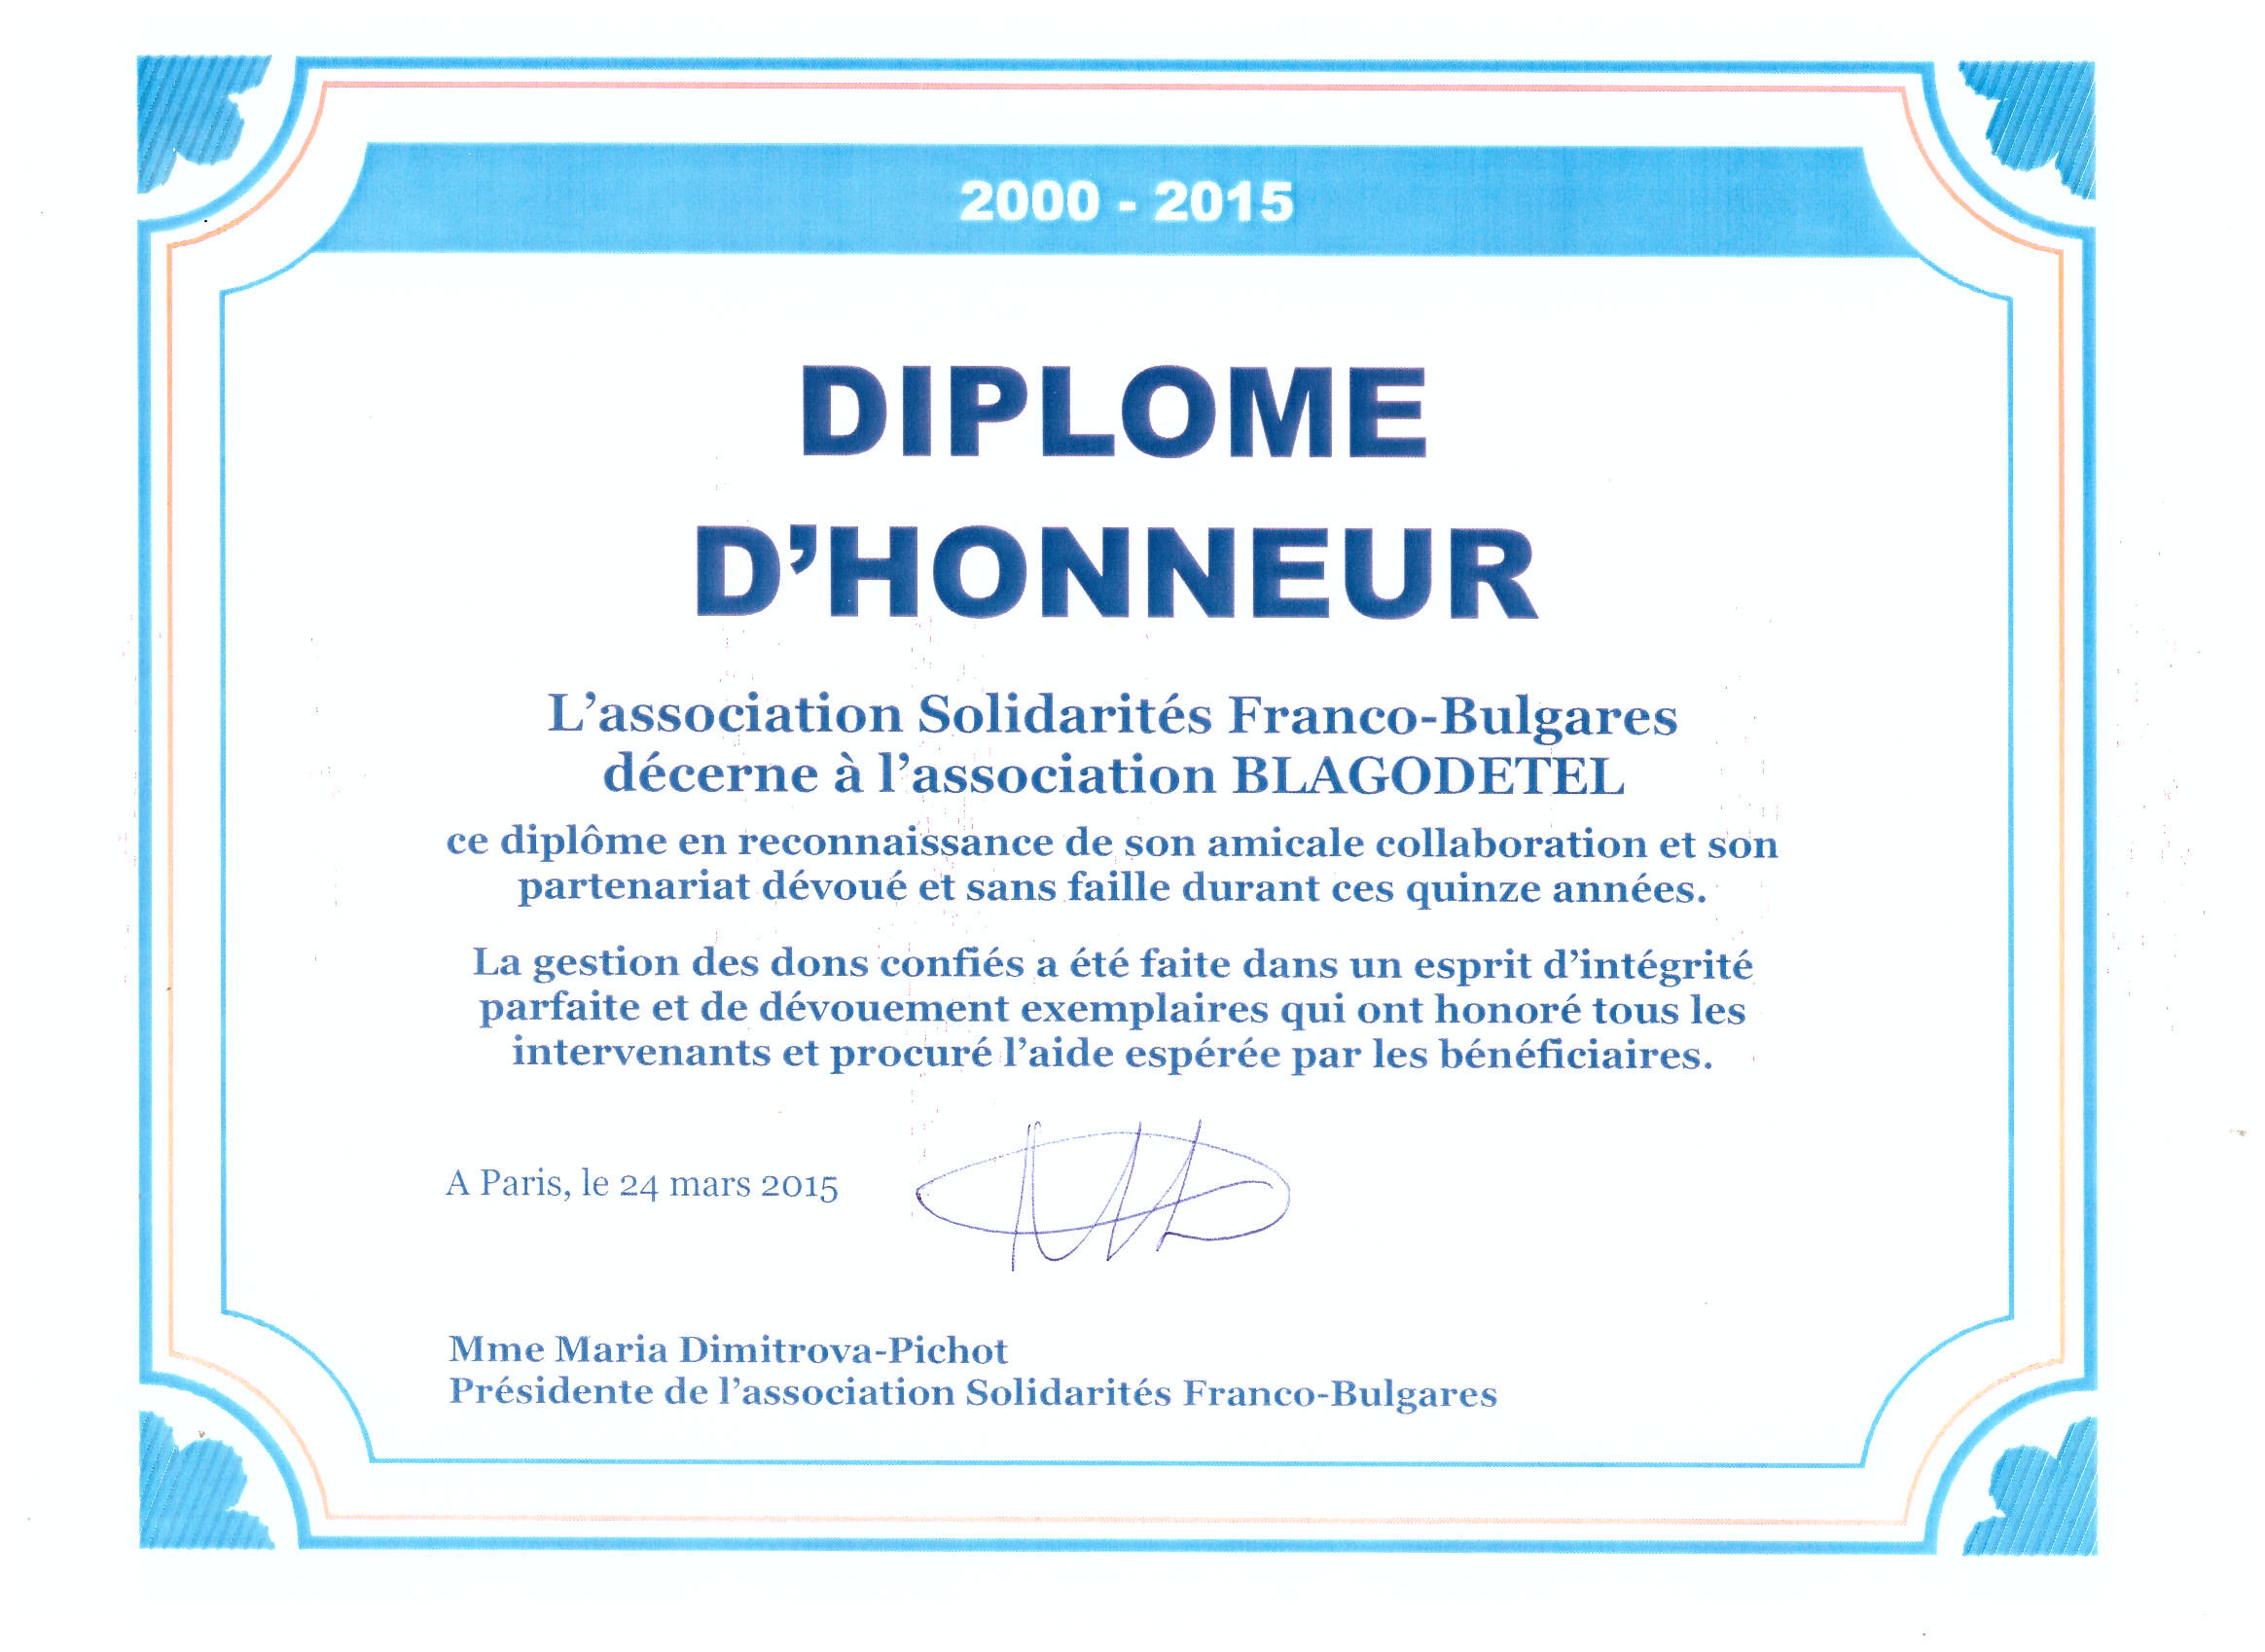 2000 - 2015
DIPLOME
D’HONNEUR
L’association Solidarités Franco-Bulgares
décerne à l’association BLAGODETEL
ce diplôme en reconnaissance de son amicale collaboration et son
partenariat dévoué et sans faille durant ces quinze années.
La gestion des dons confiés a été faite dans un esprit d’intégrité
parfaite et de dévouement exemplaires qui ont honoré tous les
intervenants et procuré l’aide espérée par les bénéficiaires.
A Paris, le 24 mars 2015
Mme Maria Dimitrova-Pichot
Présidente de l’association Solidarités Franco-Bulgares